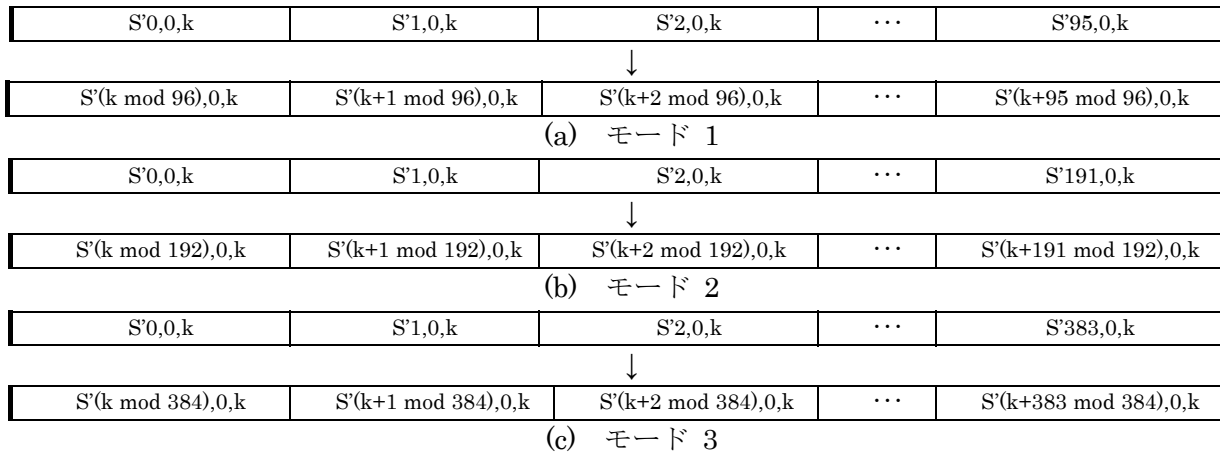 S'0,0,k S'1,0,k S'2,0,k ··· S'95,0,k
↓
S'(k mod 96),0,k S'(k+1 mod 96),0,k S'(k+2 mod 96),0,k ··· S'(k+95 mod 96),0,k
(a) モード 1
S'0,0,k S'1,0,k S'2,0,k ··· S'191,0,k
↓
S'(k mod 192),0,k S'(k+1 mod 192),0,k S'(k+2 mod 192),0,k ··· S'(k+191 mod 192),0,k
(b) モード 2
S'0,0,k S'1,0,k S'2,0,k ··· S'383,0,k
↓
S'(k mod 384),0,k S'(k+1 mod 384),0,k S'(k+2 mod 384),0,k ··· S'(k+383 mod 384),0,k
(c) モード 3